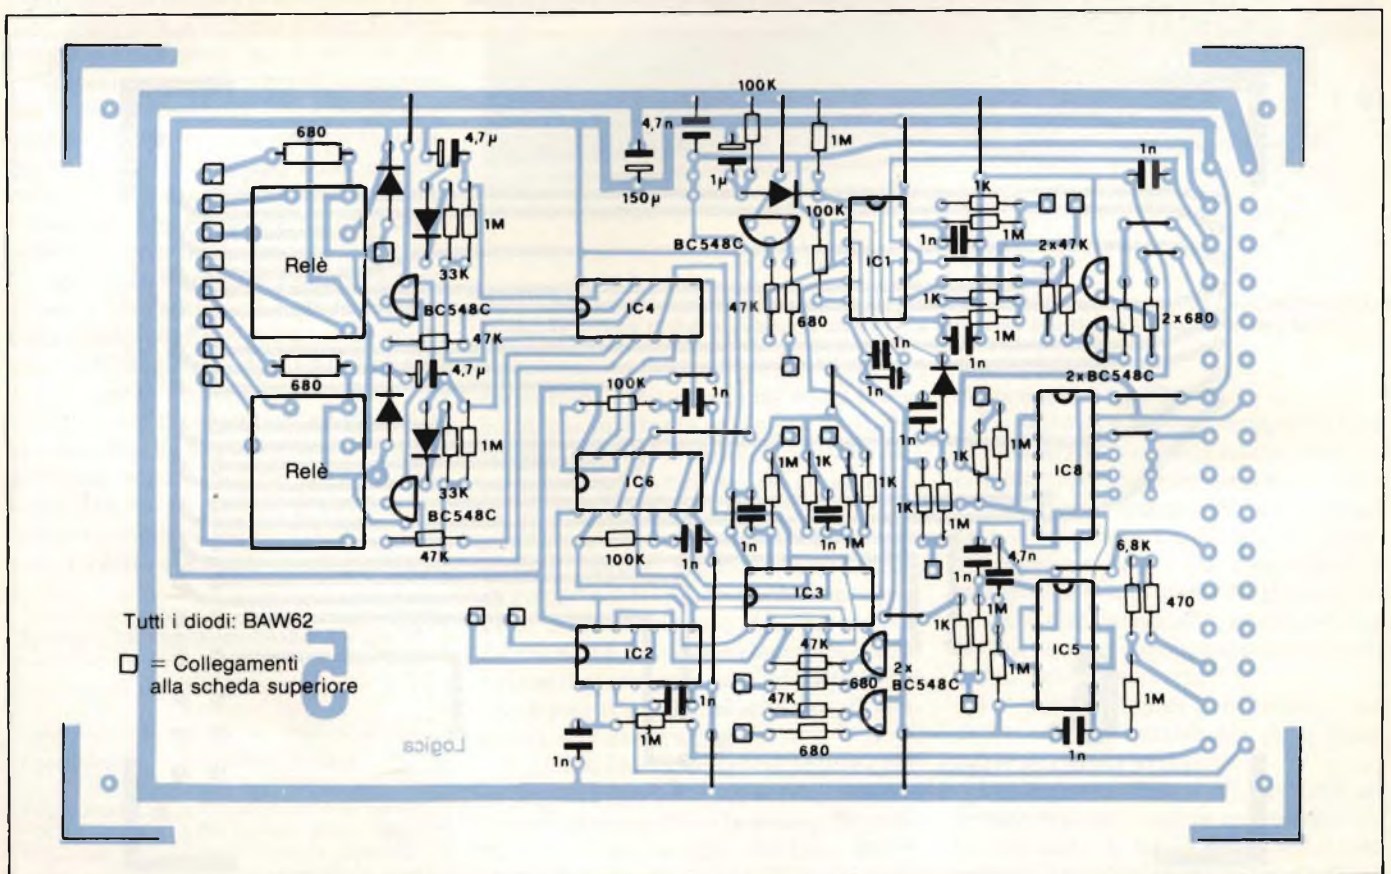 100K
680
4,7µ
4,7n
1M
1n
150µ
1µ
1M
100K
1K
Relè
33K
BC548C
BC548C
47K
680
IC1
1n
1M
2x47K
1K
1M
2x680
IC4
47K
1n
1n
1n
2xBC548C
680
4,7µ
100K
1n
1n
Relè
1M
33K
BC548C
47K
IC6
1M
1K
1K
1K
1M
IC8
1K
1M
100K
1n
1n
1n
1M
1n
4,7n
6,8K
IC3
470
Tutti i diodi: BAW62
= Collegamenti
alla scheda superiore
IC2
47K
680
2x
BC548C
47K
680
1K
1M
1M
IC5
1M
1n
1M
1n
1n
5
Logica